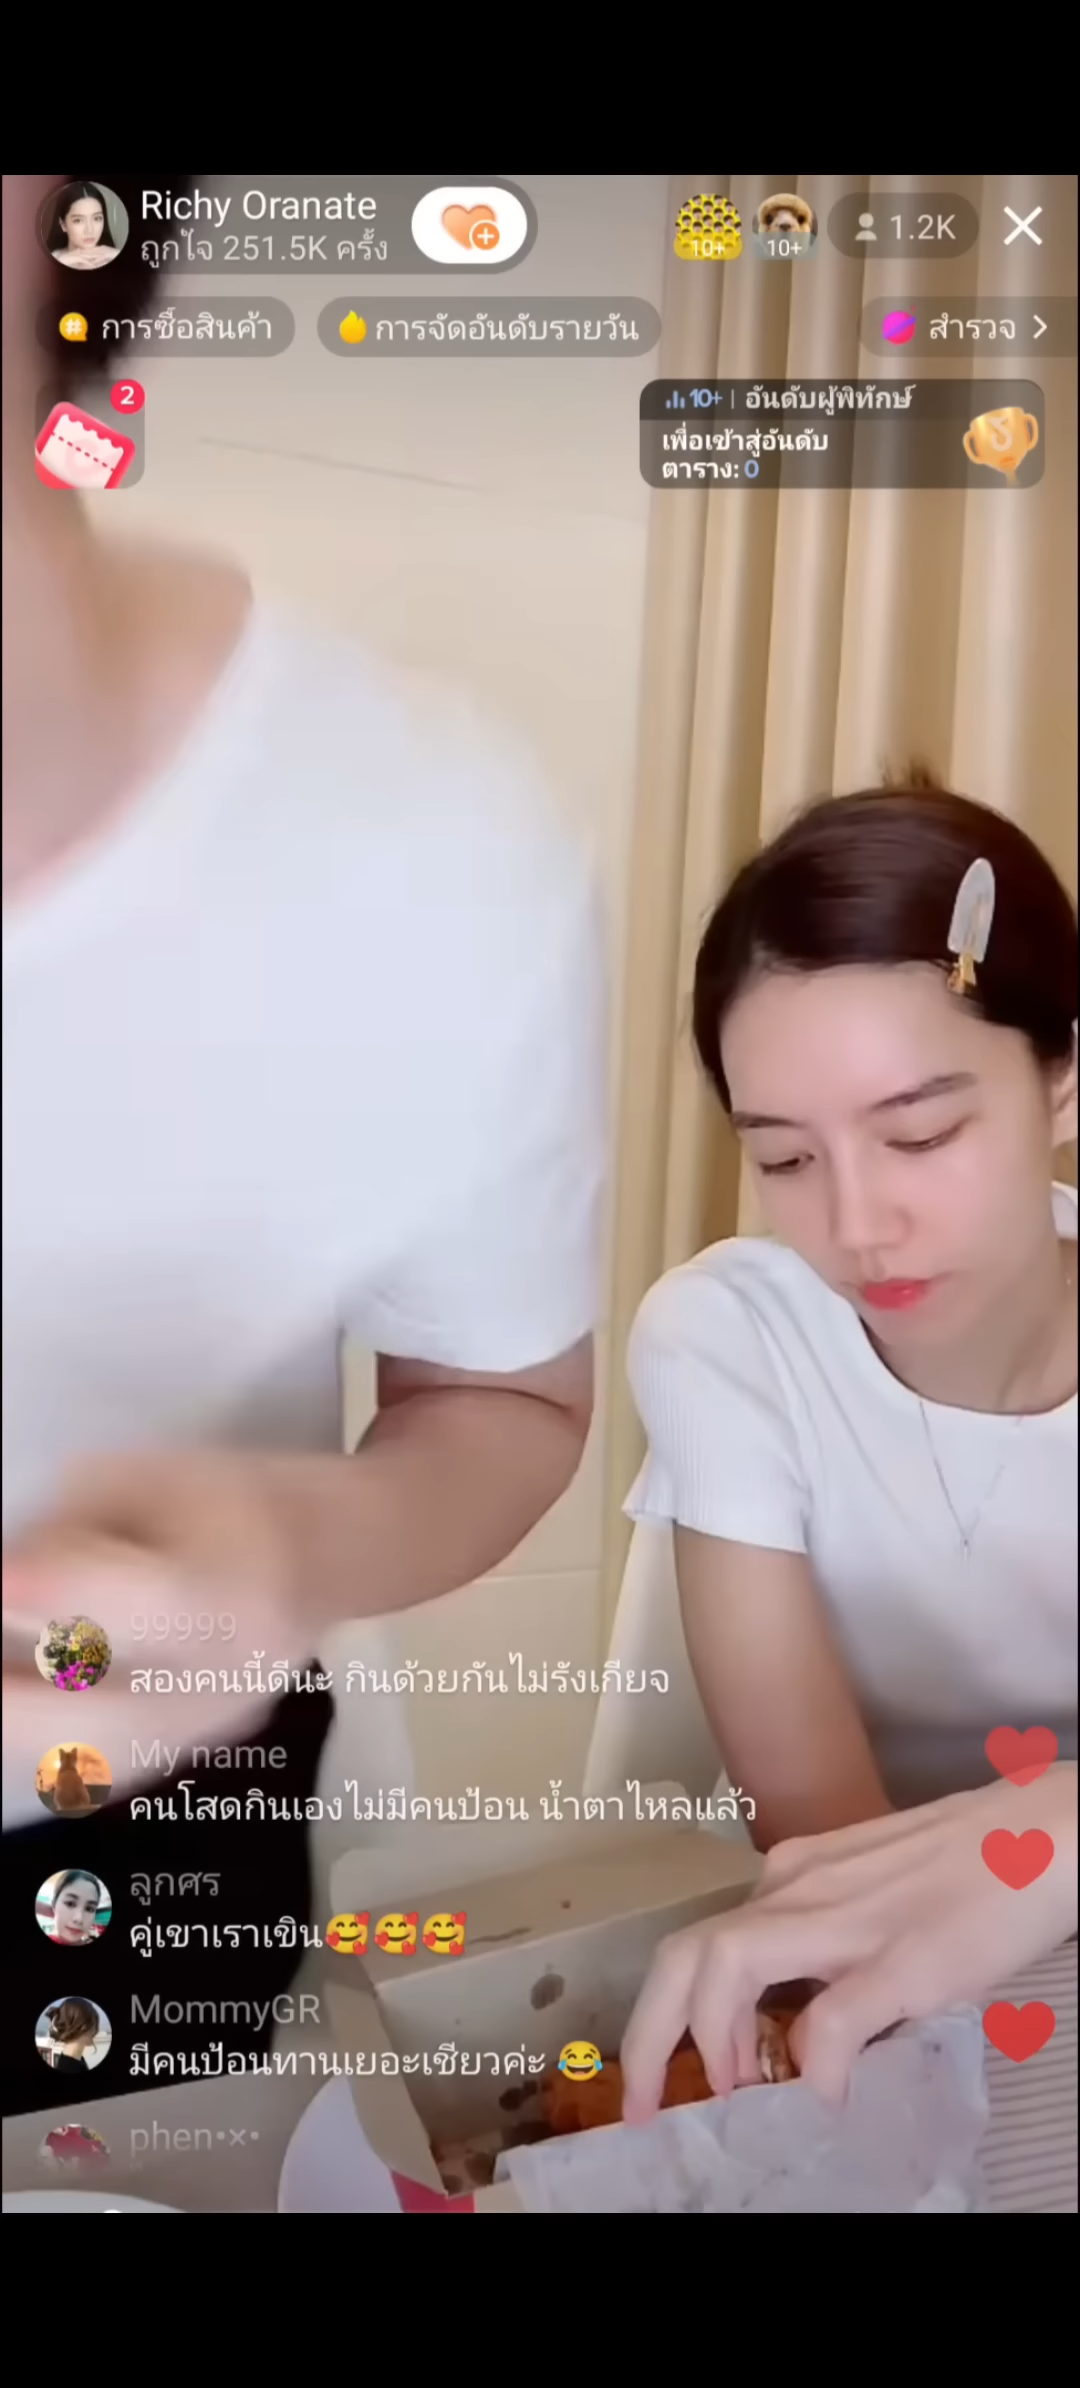 Richy Oranate
ถูกใจ 251.5K ครั้ง
10+
10+
1.2K
การซื้อสินค้า
การจัดอันดับรายวัน
สำรวจ
2
10+ | อันดับผู้พิทักษ์
เพื่อเข้าสู่อันดับ
ตาราง: 0
99999
สองคนนี้ดีนะ กินด้วยกันไม่รังเกียจ
My name
คนโสดกินเองไม่มีคนป้อน น้ำตาไหลแล้ว
ลูกศร
คู่เขาเราเขิน🥰🥰🥰
MommyGR
มีคนป้อนทานเยอะเชียวค่ะ 😂
phen•×•